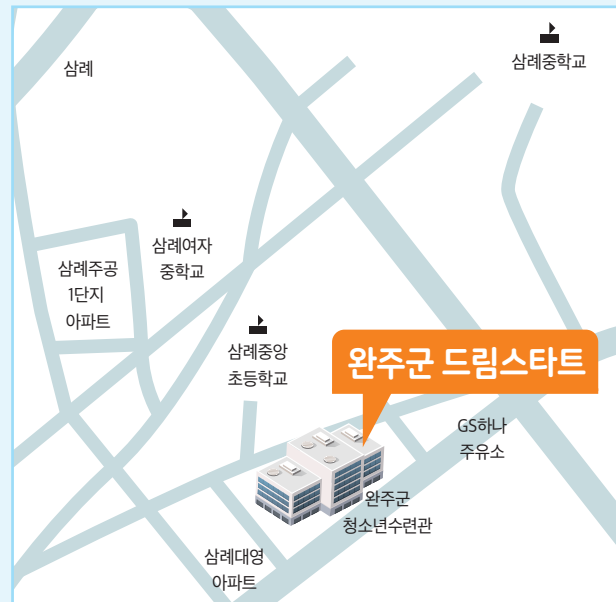 삼례중학교
삼례
삼례여자
중학교
삼례주공
1단지
아파트
삼례중앙
초등학교
완주군 드림스타트
GS하나
주유소
완주군
청소년수련관
삼례대영
아파트